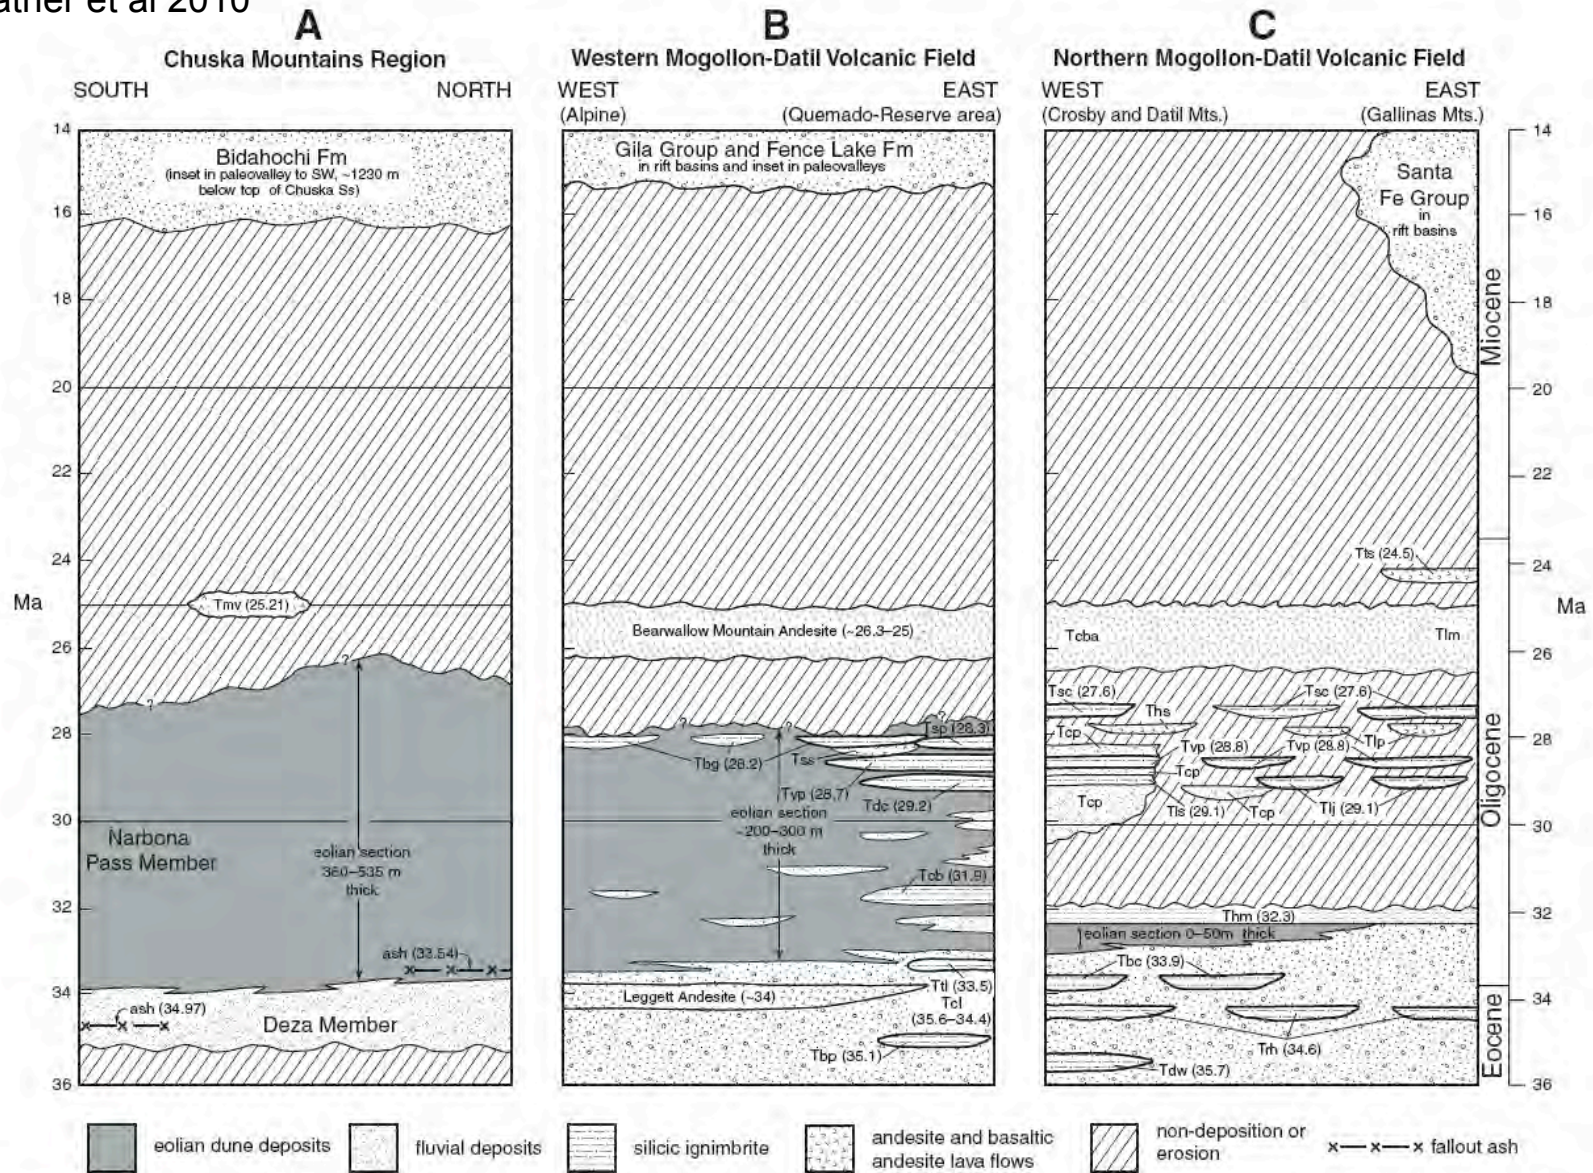 ather et al 2010
A
Chuska Mountains Region
SOUTH
NORTH
B
Western Mogollon-Datil Volcanic Field
WEST
(Alpine)
EAST
(Quemado-Reserve area)
C
Northern Mogollon-Datil Volcanic Field
WEST
(Crosby and Datil Mts.)
EAST
(Gallinas Mts.)
14
16
18
20
22
24
Ma
26
28
30
32
34
36
Bidahochi Fm
(inset in paleovalley to SW, ~1230 m
below top of Chuska Ss)
Tmv (25.21)
?
?
Narbona
Pass Member
eolian section
360–535 m
thick
ash (33.54)
ash (34.97)
Deza Member
Gila Group and Fence Lake Fm
in rift basins and inset in paleovalleys
Bearwallow Mountain Andesite (~26.3–25)
?
?
?
Tsp (28.3)
Tbg (28.2)
Tss
Tvp (28.7)
Tdc (29.2)
eolian section
~200–300 m
thick
Tcb (31.9)
Leggett Andesite (~34)
Ttl (33.5)
Tcl
(35.6–34.4)
Tbp (35.1)
Santa
Fe Group
in
rift basins
Tts (24.5)
Tcba
Tlm
Tsc (27.6)
Tsc (27.6)
Ths
Tcp
Tvp (28.8)
Tvp (28.8)
Tlp
Tcp
Tcp
Tls (29.1)
Tcp
Tlj (29.1)
Thm (32.3)
eolian section 0–50m thick
Tbc (33.9)
Trh (34.6)
Tdw (35.7)
14
16
18
20
22
24
Ma
26
28
30
32
34
36
Miocene
Oligocene
Eocene
eolian dune deposits
fluvial deposits
silicic ignimbrite
andesite and basaltic
andesite lava flows
non-deposition or
erosion
fallout ash